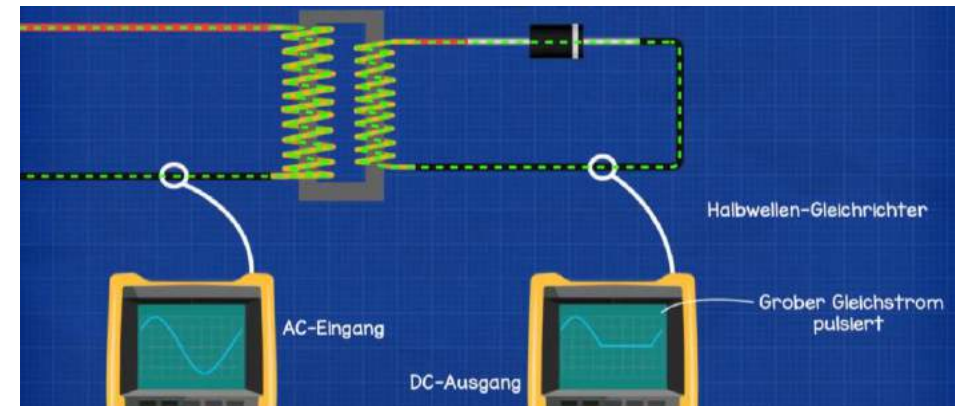 Halbwellen-Gleichrichter
Grober Gleichstrom
pulsiert
AC-Eingang
DC-Ausgang